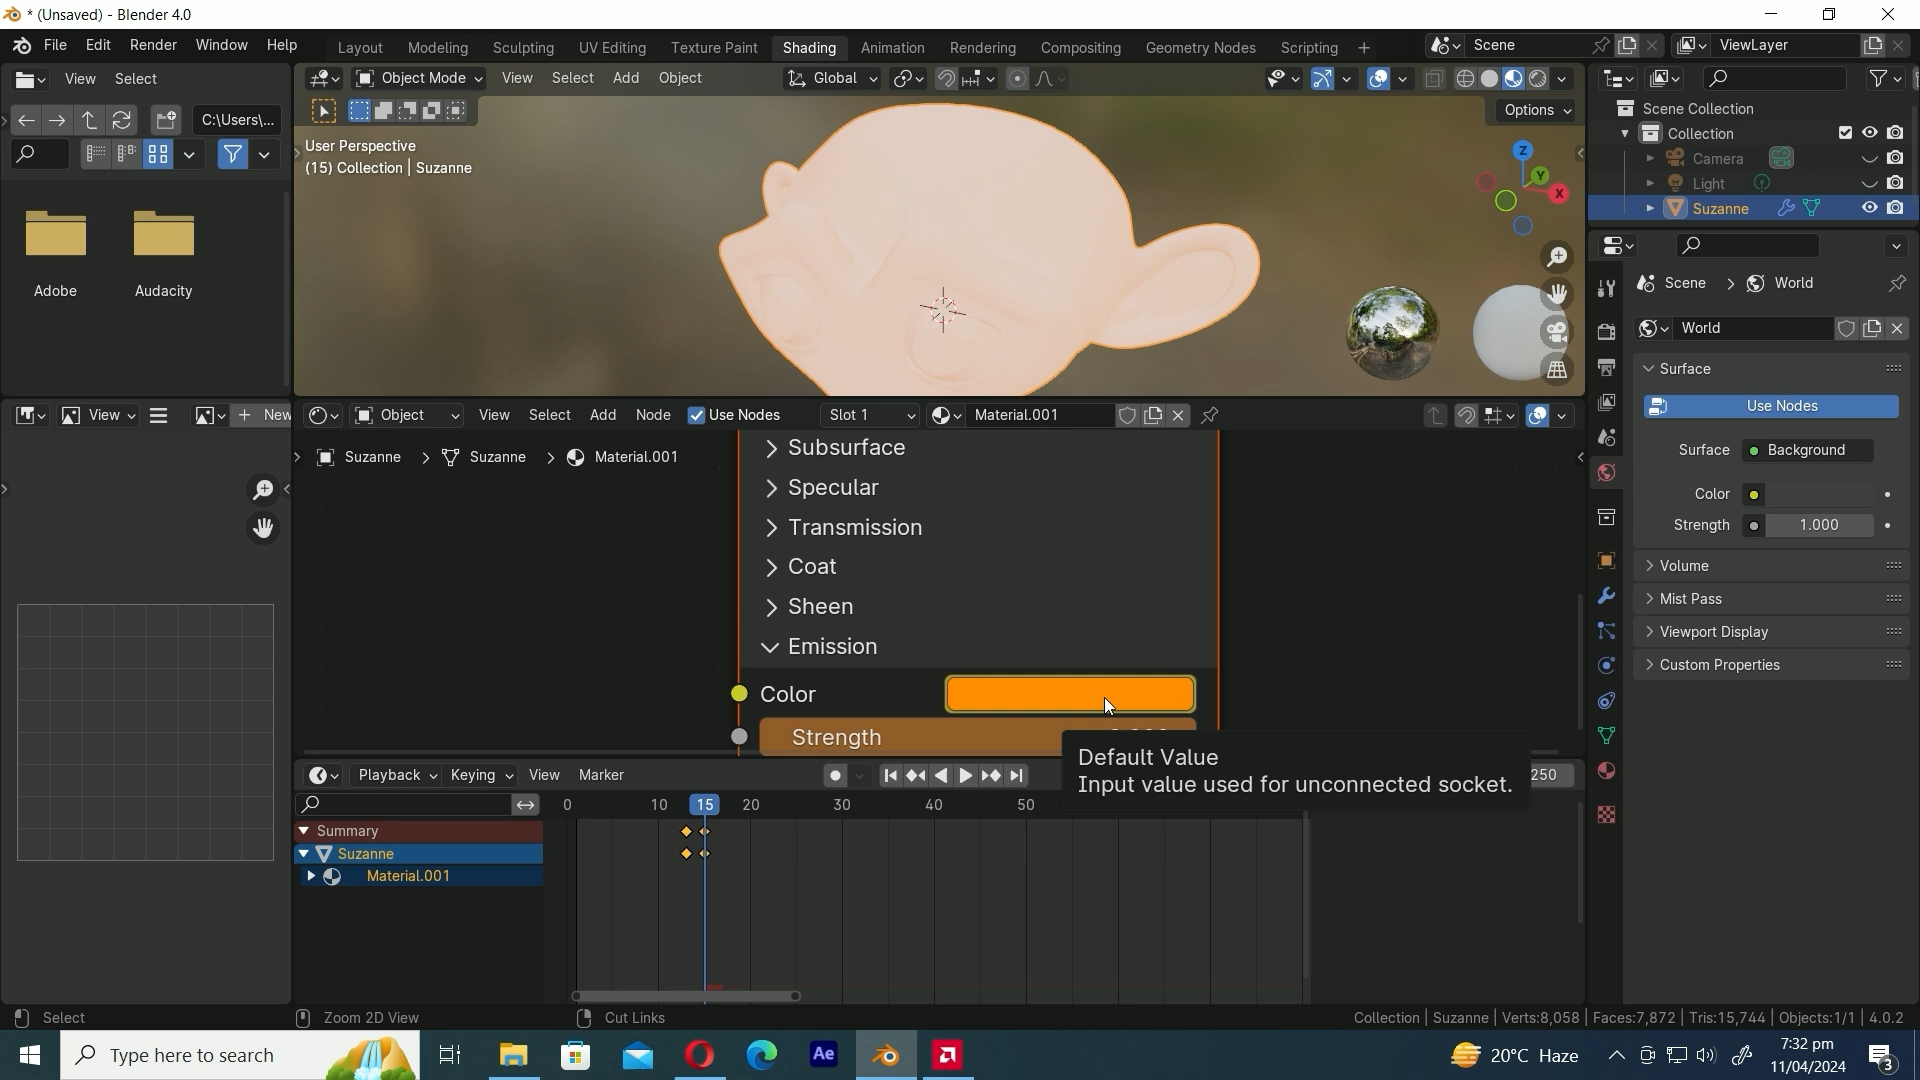 * (Unsaved) - Blender 4.0
File Edit Render Window Help
Layout Modeling Sculpting UV Editing Texture Paint Shading Animation Rendering Compositing Geometry Nodes Scripting +
Scene
ViewLayer
View Select
C:\Users\...
Object Mode View Select Add Object
Global
Options
User Perspective
(15) Collection | Suzanne
Z
Y
X
Adobe
Audacity
Scene Collection
Collection
Camera
Light
Suzanne
Scene > World
World
Surface
Use Nodes
Surface Background
Color
Strength 1.000
Volume
Mist Pass
Viewport Display
Custom Properties
View
+ New
Object View Select Add Node Use Nodes Slot 1 Material.001
Suzanne > Suzanne > Material.001
Subsurface
Specular
Transmission
Coat
Sheen
Emission
Color
Strength
Default Value
Input value used for unconnected socket.
Playback Keying View Marker
250
0 10 15 20 30 40 50
Summary
Suzanne
Material.001
Select
Zoom 2D View
Cut Links
Collection | Suzanne | Verts:8,058 | Faces:7,872 | Tris:15,744 | Objects:1/1 | 4.0.2
Type here to search
Ae
20°C Haze
7:32 pm
11/04/2024
3